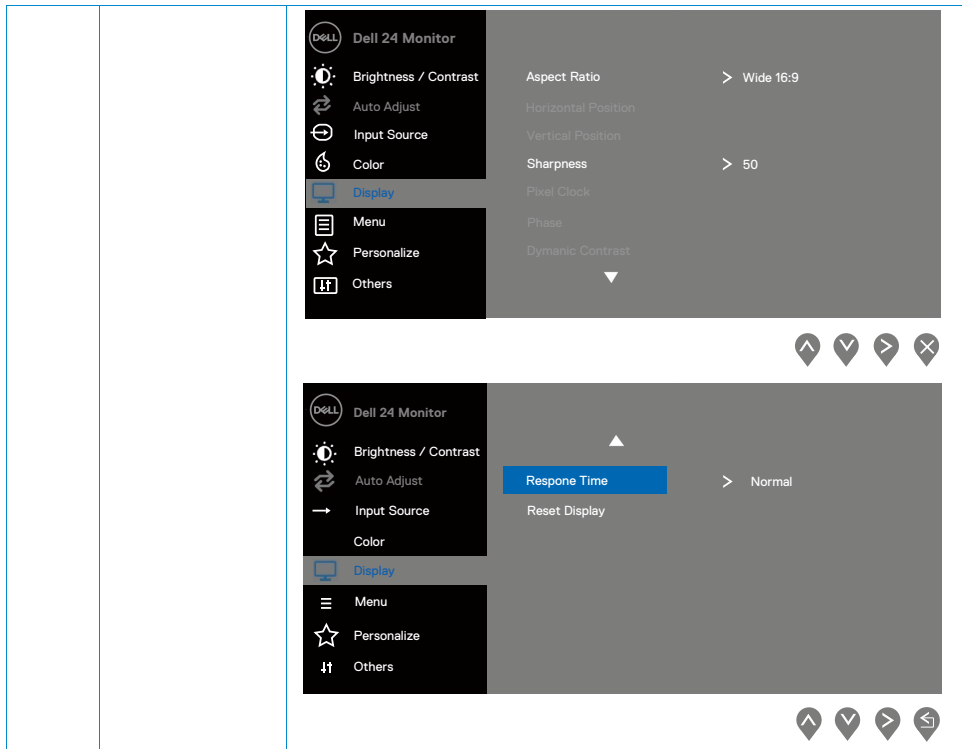 DELL Dell 24 Monitor
Brightness / Contrast Aspect Ratio > Wide 16:9
Auto Adjust Horizontal Position
Input Source Vertical Position
Color Sharpness > 50
Display Pixel Clock
Menu Phase
Personalize Dymanic Contrast
Others
DELL Dell 24 Monitor
Brightness / Contrast
Auto Adjust Respone Time > Normal
Input Source Reset Display
Color
Display
Menu
Personalize
Others